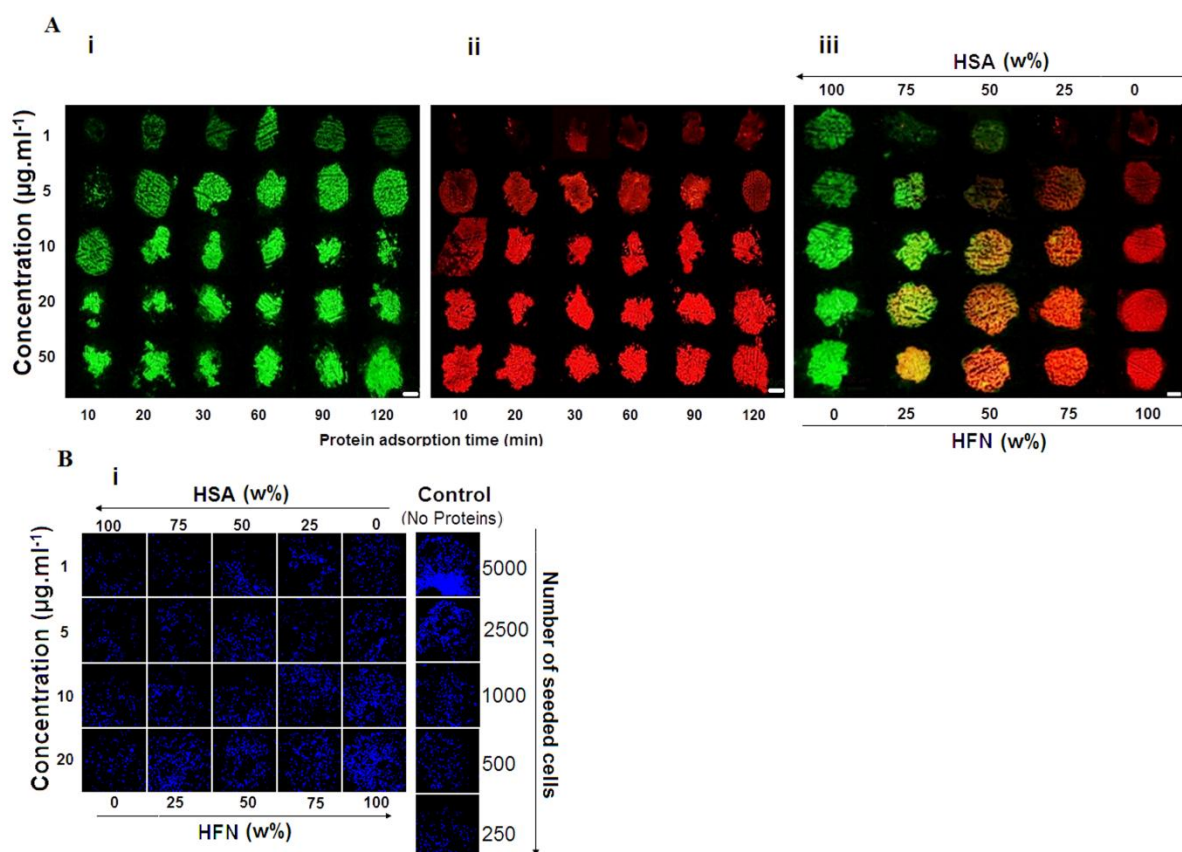 A
i
ii
iii
HSA (w%)
100 75 50 25 0
Concentration (µg.ml-1)
1
5
10
20
50
10 20 30 60 90 120
10 20 30 60 90 120
Protein adsorption time (min)
0 25 50 75 100
HFN (w%)
B
i
HSA (w%)
100 75 50 25 0
Control
(No Proteins)
Concentration (µg.ml-1)
1
5
10
20
0 25 50 75 100
HFN (w%)
5000
2500
1000
500
250
Number of seeded cells